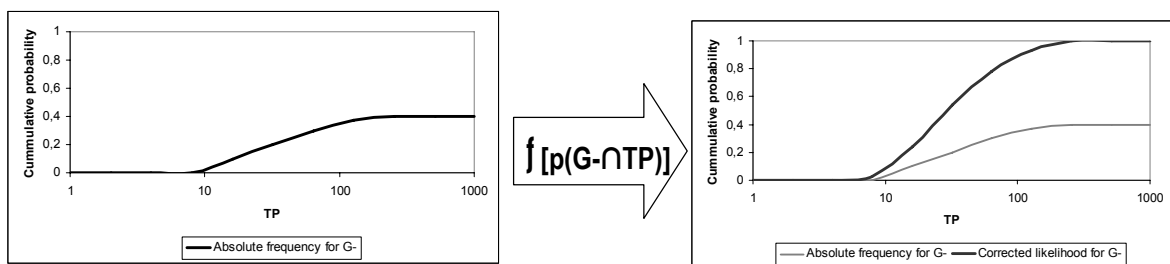 Cummulative probability
1
0,8
0,6
0,4
0,2
0
1 10 100 1000
TP
Absolute frequency for G-
ƒ [p(G-∩TP)]
Cummulative probability
1
0,8
0,6
0,4
0,2
0
1 10 100 1000
TP
Absolute frequency for G- Corrected likelihood for G-